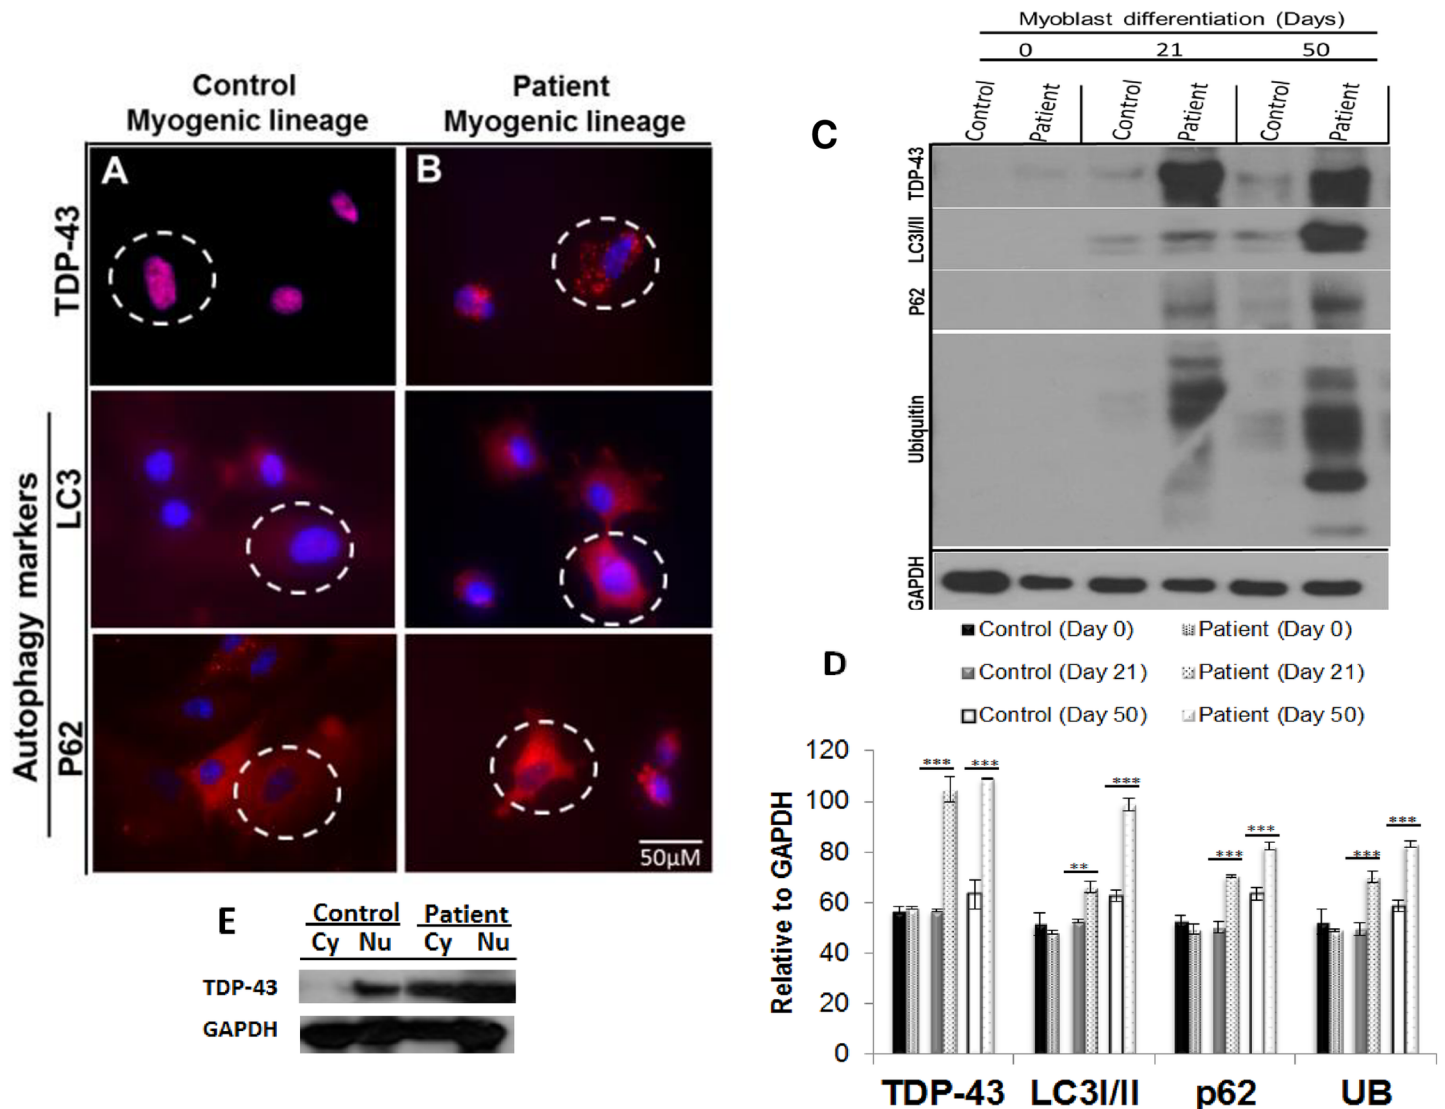 Control
Myogenic lineage
Patient
Myogenic lineage
A
B
TDP-43
Autophagy markers
LC3
P62
50µM
E
Control
Patient
Cy
Nu
Cy
Nu
TDP-43
GAPDH
C
Myoblast differentiation (Days)
0
21
50
Control
Patient
Control
Patient
Control
Patient
TDP-43
LC3I/II
P62
Ubiquitin
GAPDH
D
Control (Day 0)
Patient (Day 0)
Control (Day 21)
Patient (Day 21)
Control (Day 50)
Patient (Day 50)
Relative to GAPDH
120
100
80
60
40
20
0
***
***
**
***
***
***
***
***
TDP-43
LC3I/II
p62
UB